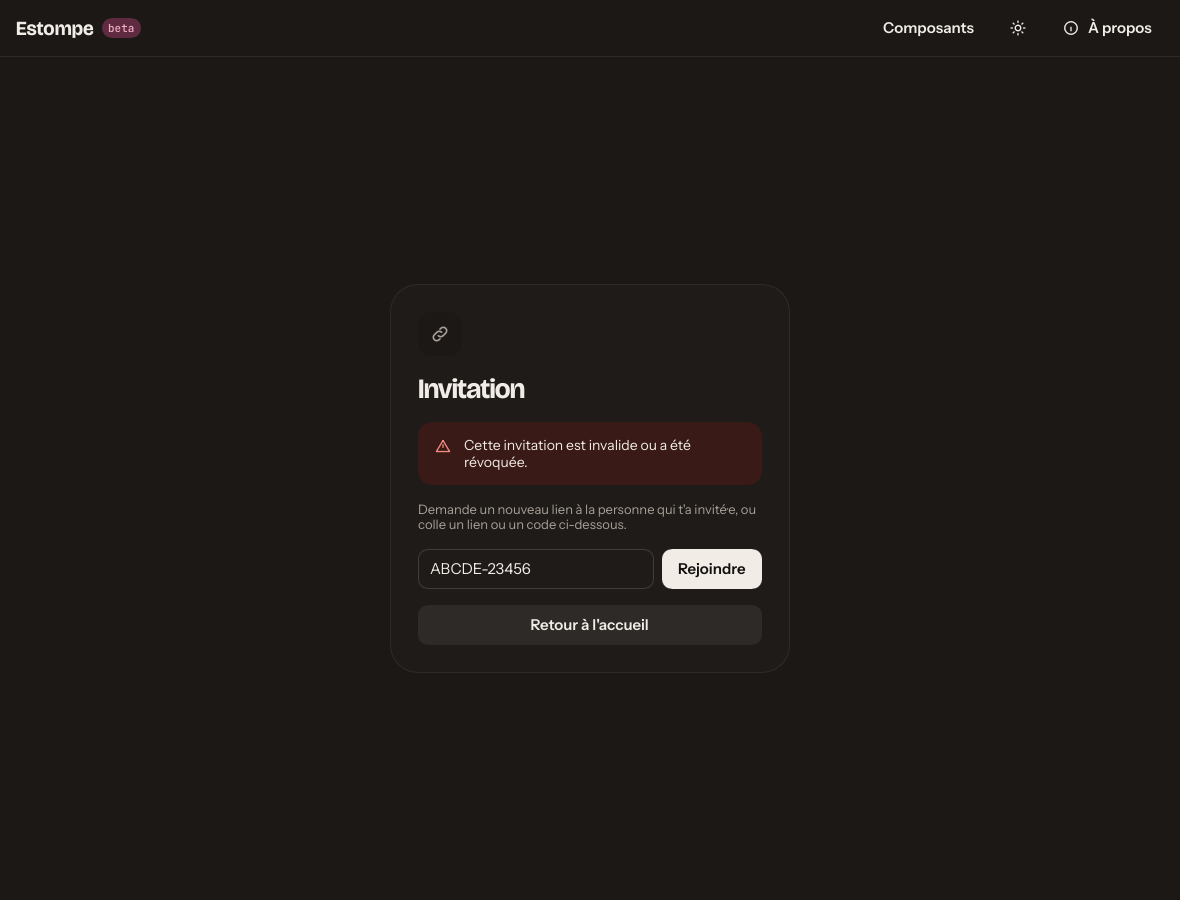 Estompe beta
Composants
À propos
Invitation
Cette invitation est invalide ou a été
révoquée.
Demande un nouveau lien à la personne qui t'a invité·e, ou
colle un lien ou un code ci-dessous.
ABCDE-23456
Rejoindre
Retour à l'accueil